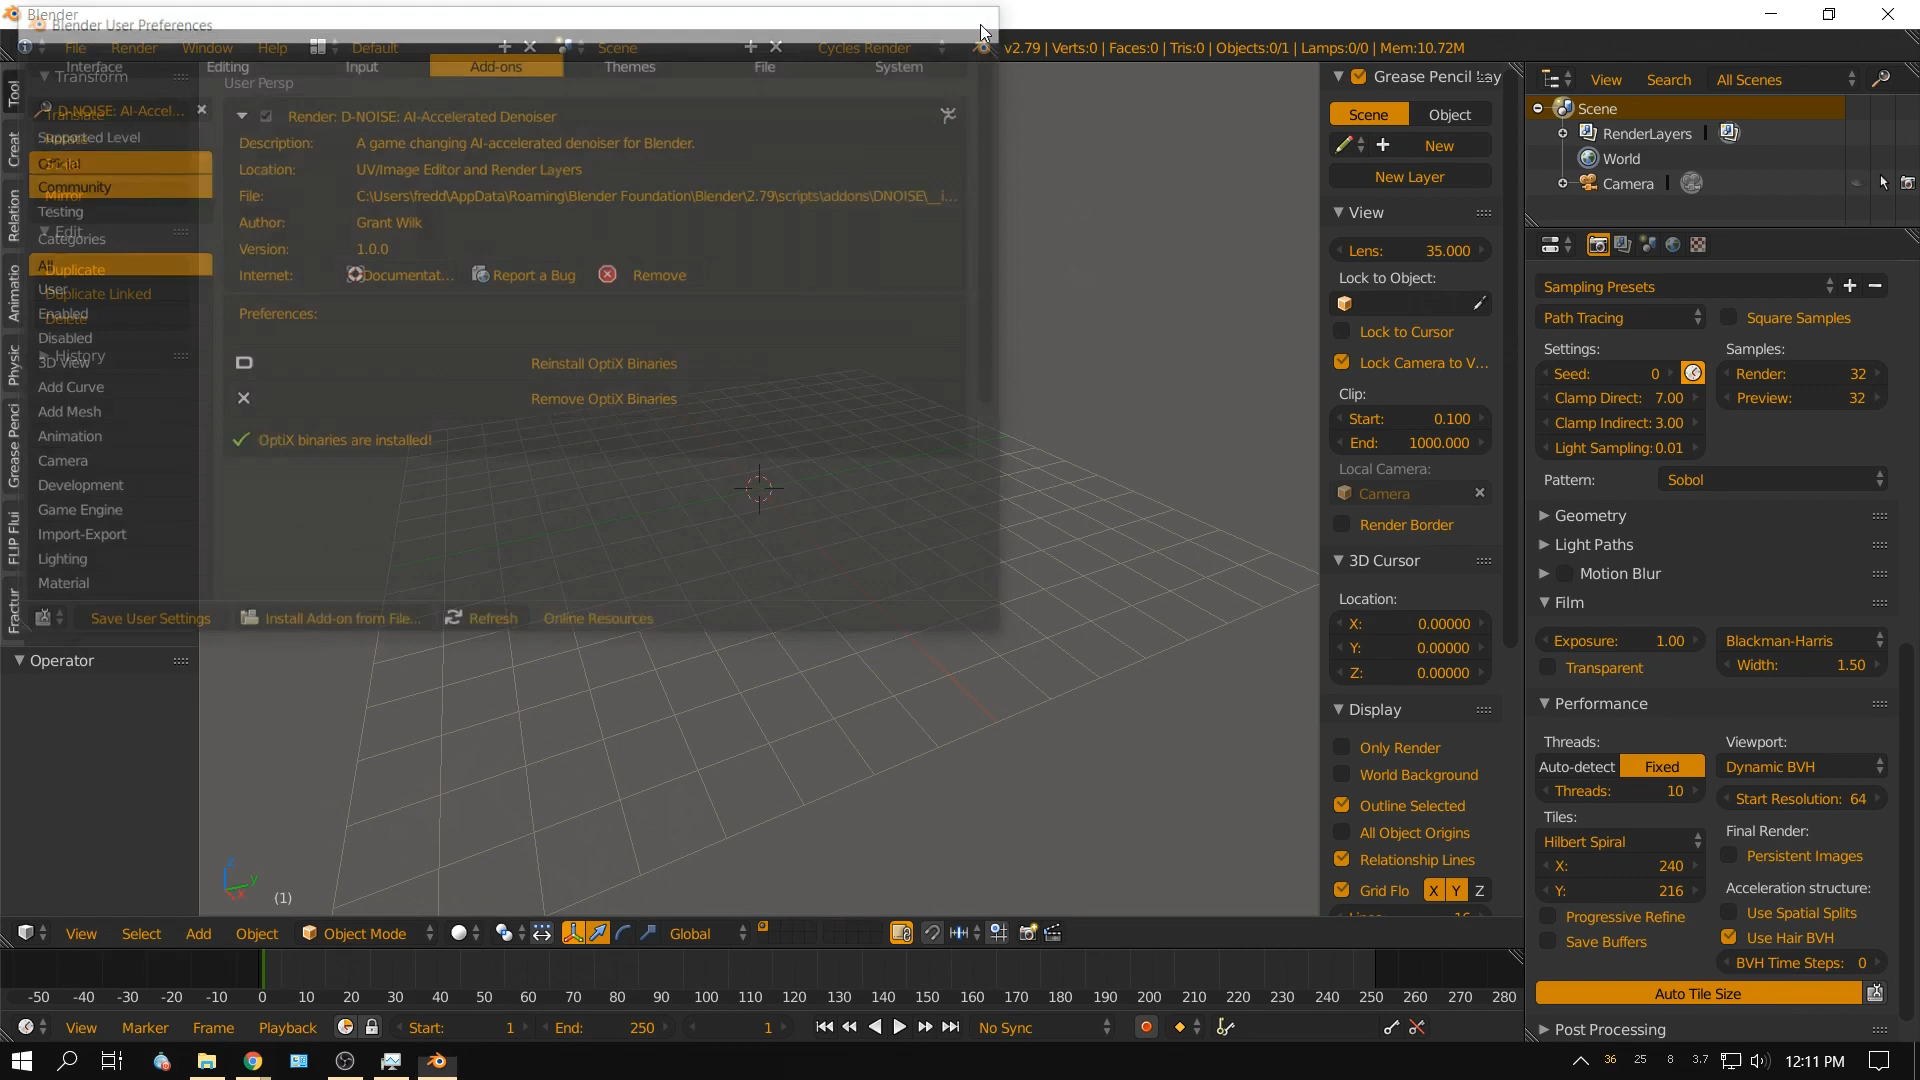 Blender
Blender User Preferences
File Render Window Help Default Scene Cycles Render v2.79 | Verts:0 | Faces:0 | Tris:0 | Objects:0/1 | Lamps:0/0 | Mem:10.72M
Interface Editing Input Add-ons Themes File System
Transform
User Persp
D-NOISE: AI-Accel...
Translate
Supported Level
Rotate
Official
Community
Mirror
Testing
Edit
Categories
All
Duplicate
User
Duplicate Linked
Enabled
Delete
Disabled
History
3D View
Add Curve
Add Mesh
Animation
Camera
Development
Game Engine
Import-Export
Lighting
Material
Render: D-NOISE: AI-Accelerated Denoiser
Description: A game changing AI-accelerated denoiser for Blender.
Location: UV/Image Editor and Render Layers
File: C:\Users\fredd\AppData\Roaming\Blender Foundation\Blender\2.79\scripts\addons\DNOISE\__i...
Author: Grant Wilk
Version: 1.0.0
Internet: Documentat... Report a Bug Remove
Preferences:
Reinstall OptiX Binaries
Remove OptiX Binaries
OptiX binaries are installed!
Save User Settings Install Add-on from File... Refresh Online Resources
Tool
Creat
Relation
Animatio
Physic
Grease Penci
FLIP Flui
Fractur
Operator
(1)
Grease Pencil Lay
Scene Object
New
New Layer
View
Lens: 35.000
Lock to Object:
Lock to Cursor
Lock Camera to V...
Clip:
Start: 0.100
End: 1000.000
Local Camera:
Camera
Render Border
3D Cursor
Location:
X: 0.00000
Y: 0.00000
Z: 0.00000
Display
Only Render
World Background
Outline Selected
All Object Origins
Relationship Lines
Grid Flo X Y Z
View Search All Scenes
Scene
RenderLayers
World
Camera
Sampling Presets
Path Tracing Square Samples
Settings: Samples:
Seed: 0 Render: 32
Clamp Direct: 7.00 Preview: 32
Clamp Indirect: 3.00
Light Sampling: 0.01
Pattern: Sobol
Geometry
Light Paths
Motion Blur
Film
Exposure: 1.00 Blackman-Harris
Transparent Width: 1.50
Performance
Threads: Viewport:
Auto-detect Fixed Dynamic BVH
Threads: 10 Start Resolution: 64
Tiles: Final Render:
Hilbert Spiral Persistent Images
X: 240
Y: 216 Acceleration structure:
Progressive Refine Use Spatial Splits
Save Buffers Use Hair BVH
BVH Time Steps: 0
Auto Tile Size
Post Processing
View Select Add Object Object Mode Global
-50 -40 -30 -20 -10 0 10 20 30 40 50 60 70 80 90 100 110 120 130 140 150 160 170 180 190 200 210 220 230 240 250 260 270 280
View Marker Frame Playback Start: 1 End: 250 1 No Sync
36 25 8 3.7 12:11 PM